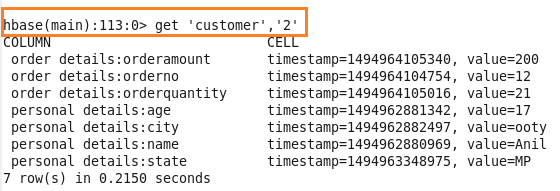 hbase(main):113:0> get 'customer','2'
COLUMN CELL
order details:orderamount timestamp=1494964105340, value=200
order details:orderno timestamp=1494964104754, value=12
order details:orderquantity timestamp=1494964105016, value=21
personal details:age timestamp=1494962881342, value=17
personal details:city timestamp=1494962882497, value=ooty
personal details:name timestamp=1494962880969, value=Anil
personal details:state timestamp=1494963348975, value=MP
7 row(s) in 0.2150 seconds